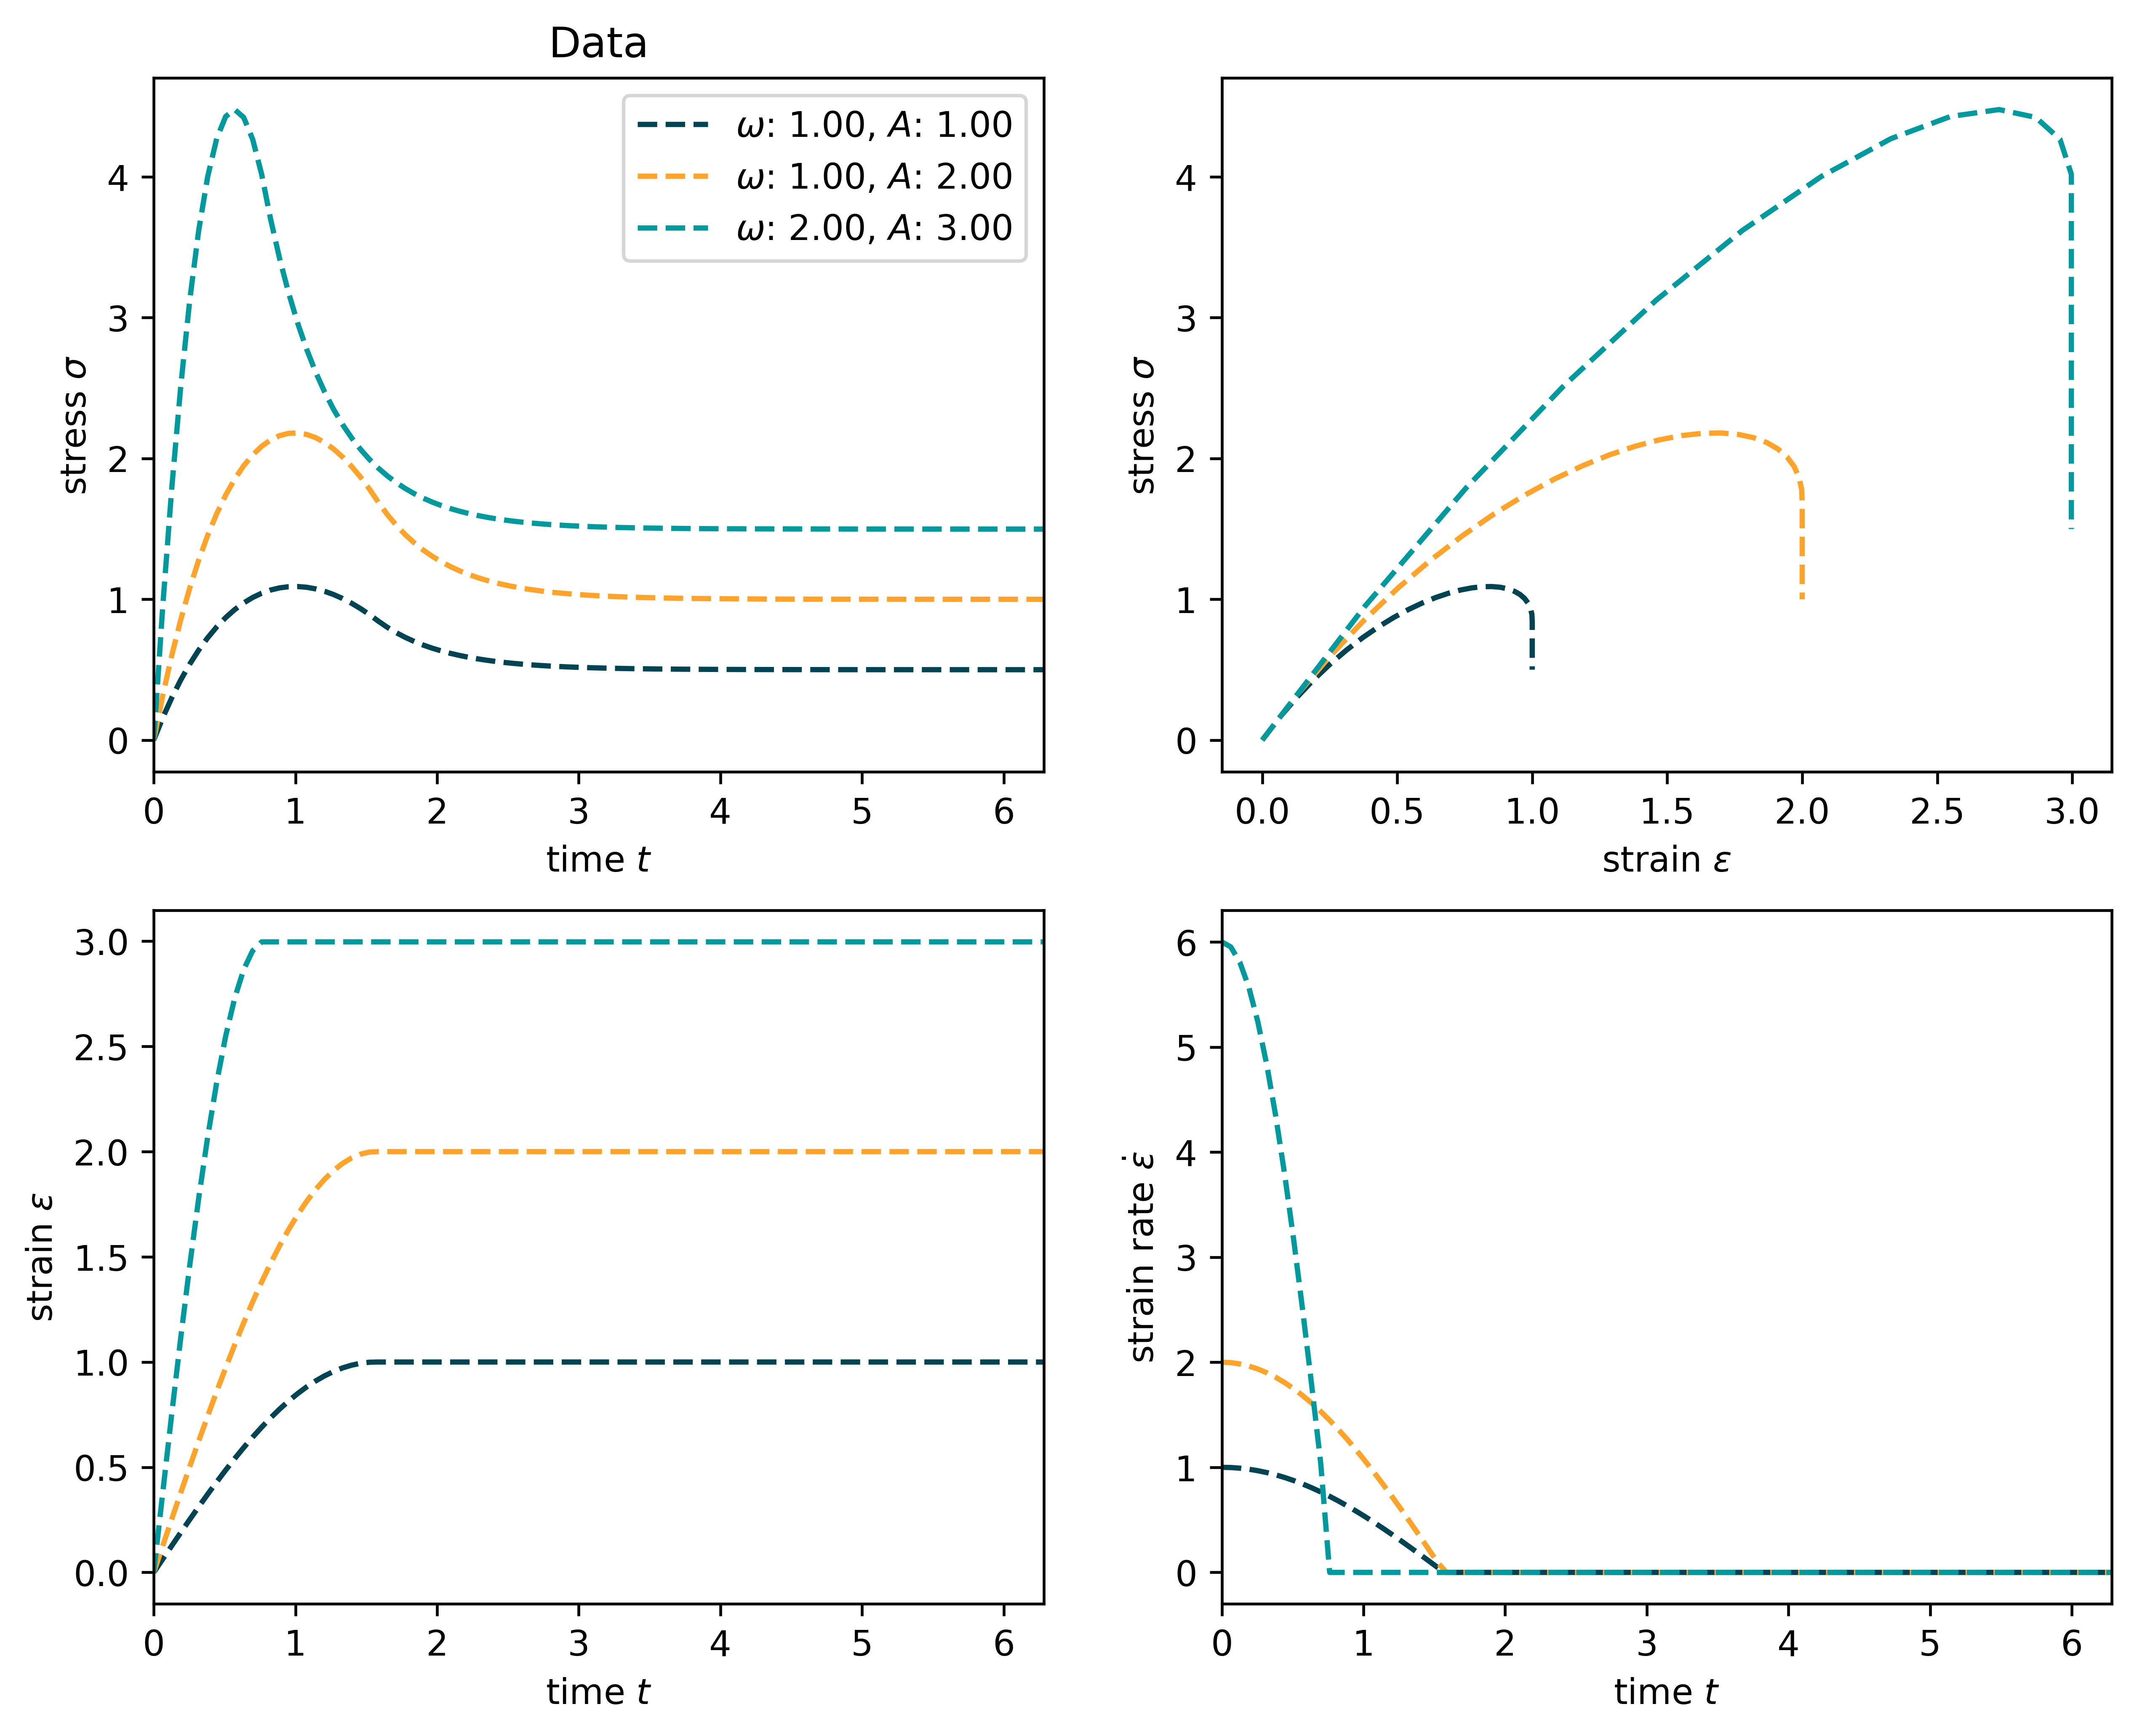 Data
ω: 1.00, A: 1.00
ω: 1.00, A: 2.00
ω: 2.00, A: 3.00
stress σ
4
3
2
1
0
0 1 2 3 4 5 6
time t
stress σ
4
3
2
1
0
0.0 0.5 1.0 1.5 2.0 2.5 3.0
strain ε
strain ε
3.0
2.5
2.0
1.5
1.0
0.5
0.0
0 1 2 3 4 5 6
time t
strain rate ε̇
6
5
4
3
2
1
0
0 1 2 3 4 5 6
time t